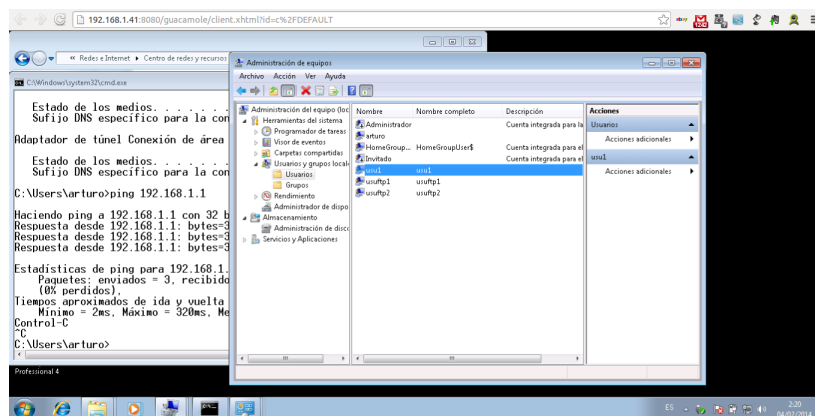 192.168.1.41:8080/guacamole/client.xhtml?id=c%2FDEFAULT
« Redes e Internet ▸ Centro de redes y recursos
C:\Windows\system32\cmd.exe
Estado de los medios. . . . . . .
Sufijo DNS específico para la con
Adaptador de túnel Conexión de área
Estado de los medios. . . . . . .
Sufijo DNS específico para la con
C:\Users\arturo>ping 192.168.1.1
Haciendo ping a 192.168.1.1 con 32 b
Respuesta desde 192.168.1.1: bytes=3
Respuesta desde 192.168.1.1: bytes=3
Respuesta desde 192.168.1.1: bytes=3
Estadísticas de ping para 192.168.1.
Paquetes: enviados = 3, recibido
(0% perdidos),
Tiempos aproximados de ida y vuelta
Mínimo = 2ms, Máximo = 320ms, Me
Control-C
^C
C:\Users\arturo>
Professional 4
Administración de equipos
Archivo Acción Ver Ayuda
Administración del equipo (loc
Herramientas del sistema
Programador de tareas
Visor de eventos
Carpetas compartidas
Usuarios y grupos locale
Usuarios
Grupos
Rendimiento
Administrador de dispo
Almacenamiento
Administración de disco
Servicios y Aplicaciones
Nombre Nombre completo Descripción
Administrador Cuenta integrada para la
arturo
HomeGroup... HomeGroupUser$ Cuenta integrada para el
Invitado Cuenta integrada para el
usu1 usu1
usuftp1 usuftp1
usuftp2 usuftp2
Acciones
Usuarios
Acciones adicionales
usu1
Acciones adicionales
ES
2:20
04/02/2014